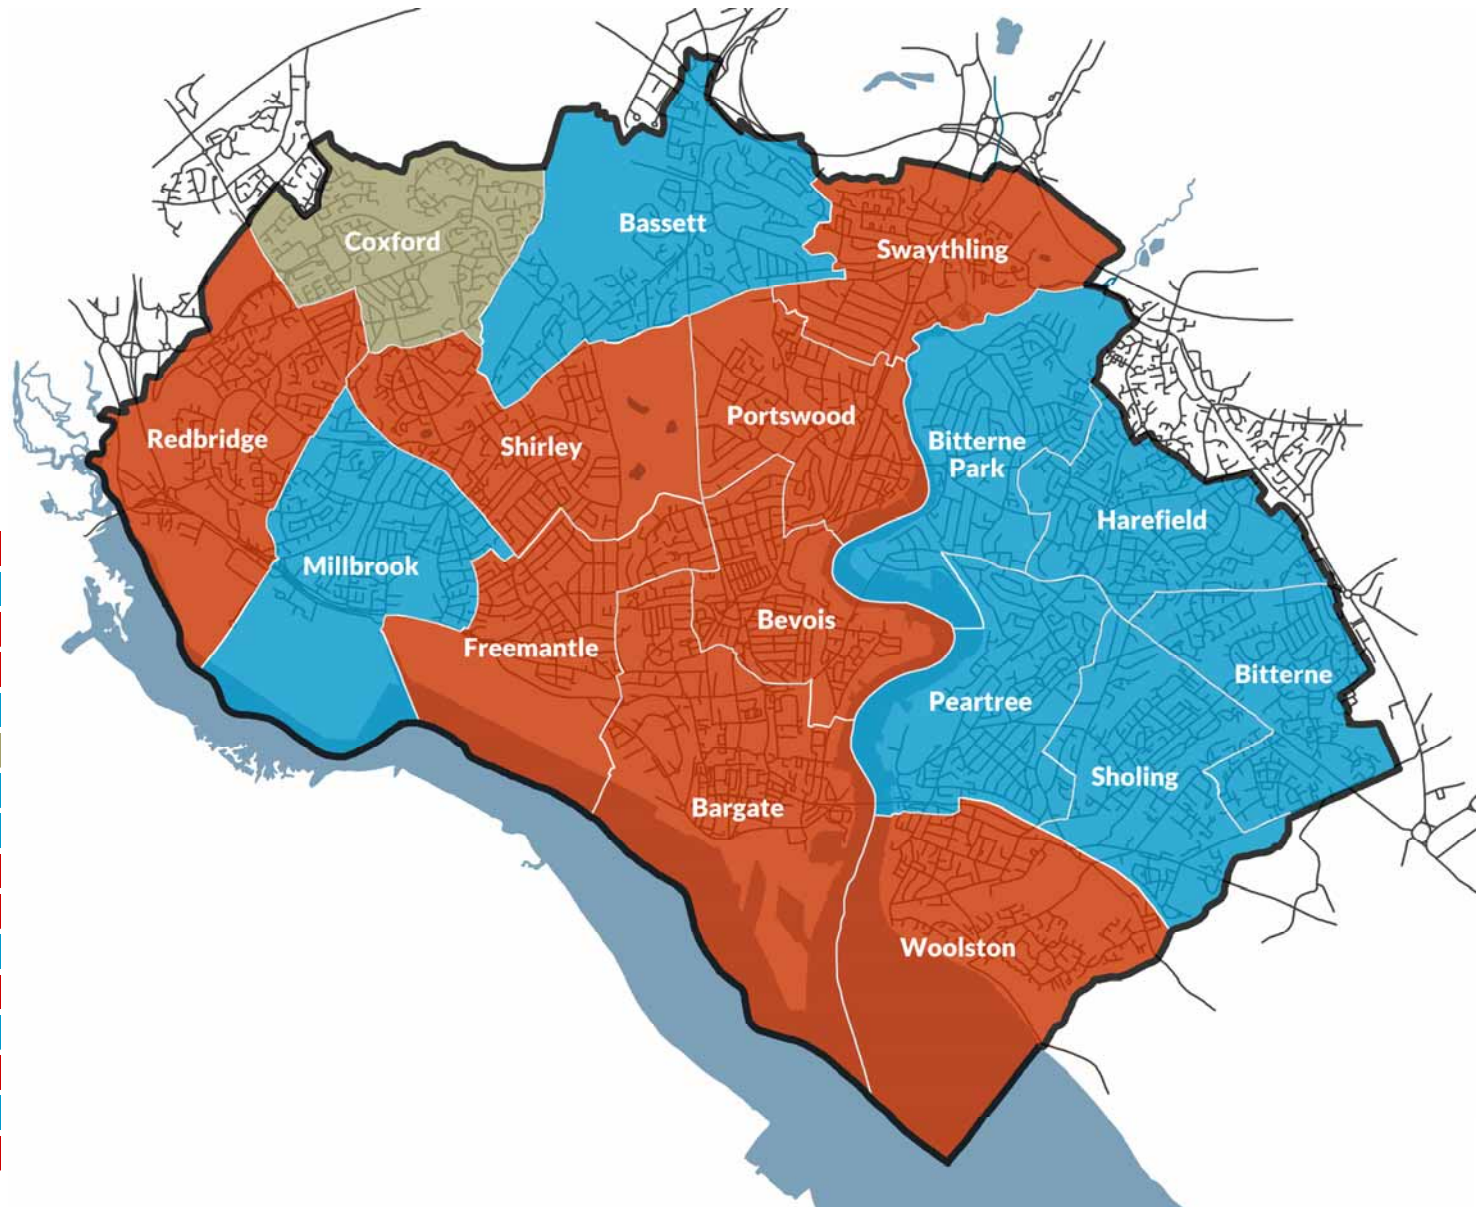 Bassett
Coxford
Swaythling
Portswood
Redbridge
Shirley
Bitterne
Park
Harefield
Millbrook
Bevois
Freemantle
Bitterne
Peartree
Sholing
Bargate
Woolston